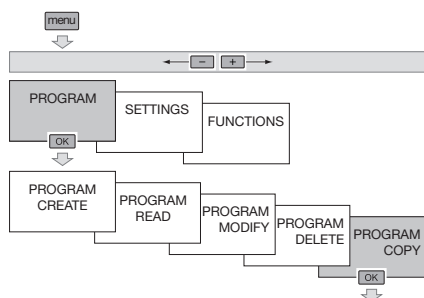 menu
− +
PROGRAM
SETTINGS
FUNCTIONS
OK
PROGRAM
CREATE
PROGRAM
READ
PROGRAM
MODIFY
PROGRAM
DELETE
PROGRAM
COPY
OK